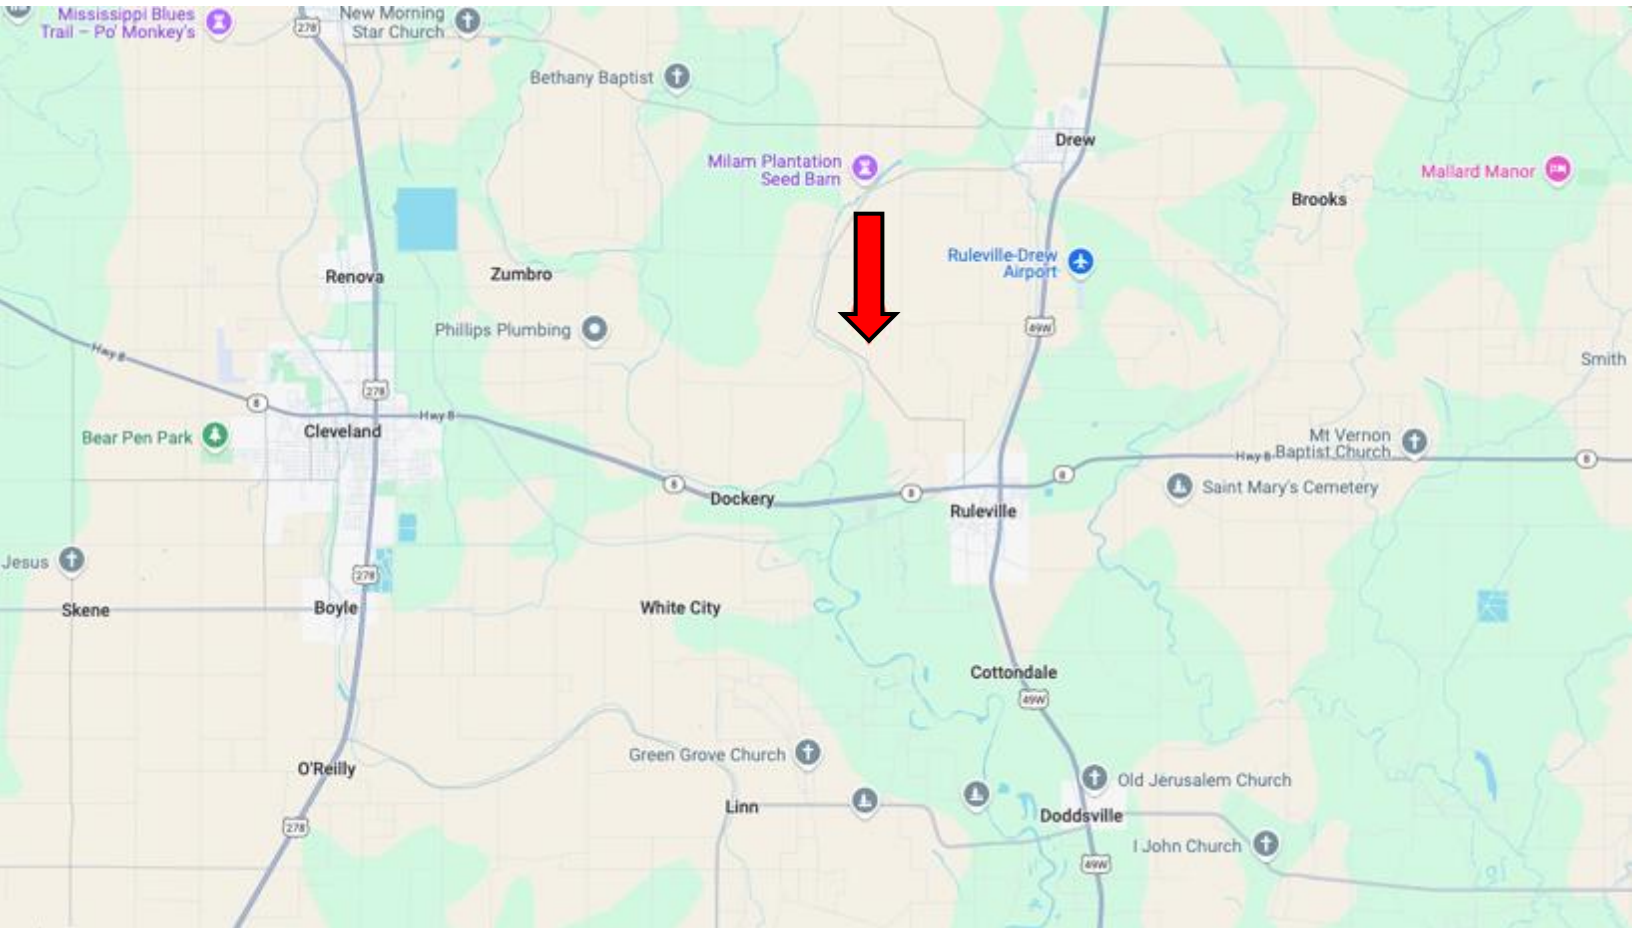 Mississippi Blues
Trail – Po' Monkey's
278
New Morning
Star Church
Bethany Baptist
Drew
Milam Plantation
Seed Barn
Mallard Manor
Brooks
Ruleville-Drew
Airport
Renova
Zumbro
Phillips Plumbing
49W
Hwy 8
Smith
278
8
Hwy 8
Cleveland
Bear Pen Park
Mt Vernon
Baptist Church
Hwy 8
8
8
8
8
Dockery
Saint Mary's Cemetery
Ruleville
Jesus
278
Skene
Boyle
White City
Cottondale
49W
Green Grove Church
O'Reilly
Old Jerusalem Church
Linn
Doddsville
278
I John Church
49W